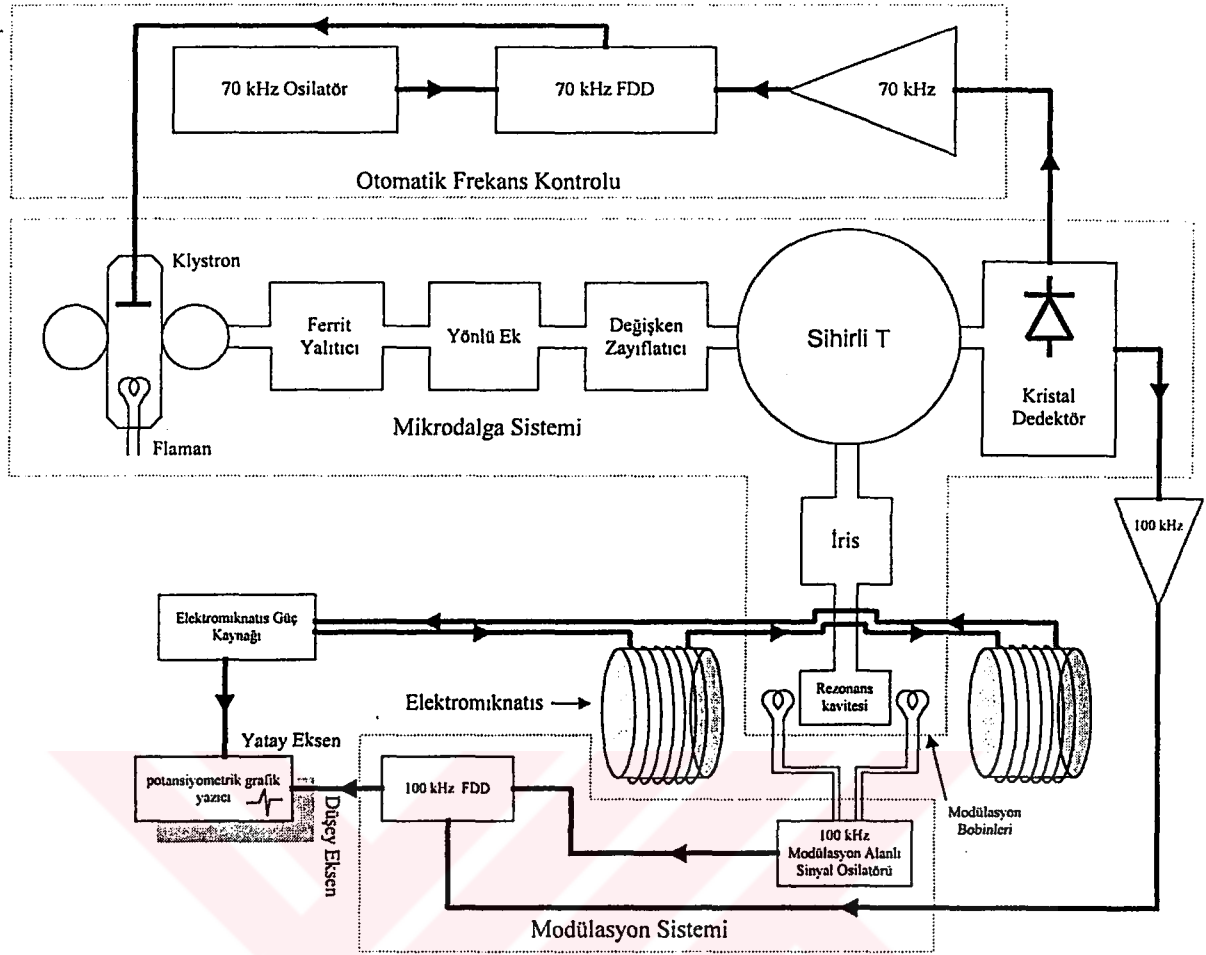 70 kHz Osilatör
70 kHz FDD
70 kHz
Otomatik Frekans Kontrolu
Klystron
Ferrit
Yalıtıcı
Yönlü Ek
Değişken
Zayıflatıcı
Sihirli T
Kristal
Dedektör
Mikrodalga Sistemi
Flaman
100 kHz
İris
Elektromıknatıs Güç
Kaynağı
Rezonans
kavitesi
Elektromıknatıs
Yatay Eksen
potansiyometrik grafik
yazıcı
Düşey Eksen
100 kHz FDD
Modülasyon
Bobinleri
100 kHz
Modülasyon Alanlı
Sinyal Osilatörü
Modülasyon Sistemi